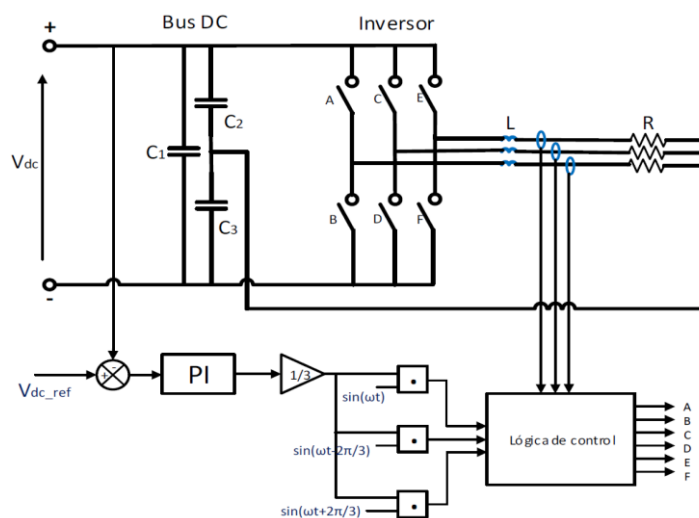 Bus DC
Inversor
+
A
C
E
L
R
C2
C1
Vdc
C3
B
D
F
-
+
-
PI
1/3
Vdc_ref
sin(ωt)
sin(ωt-2π/3)
sin(ωt+2π/3)
Lógica de control
A
B
C
D
E
F